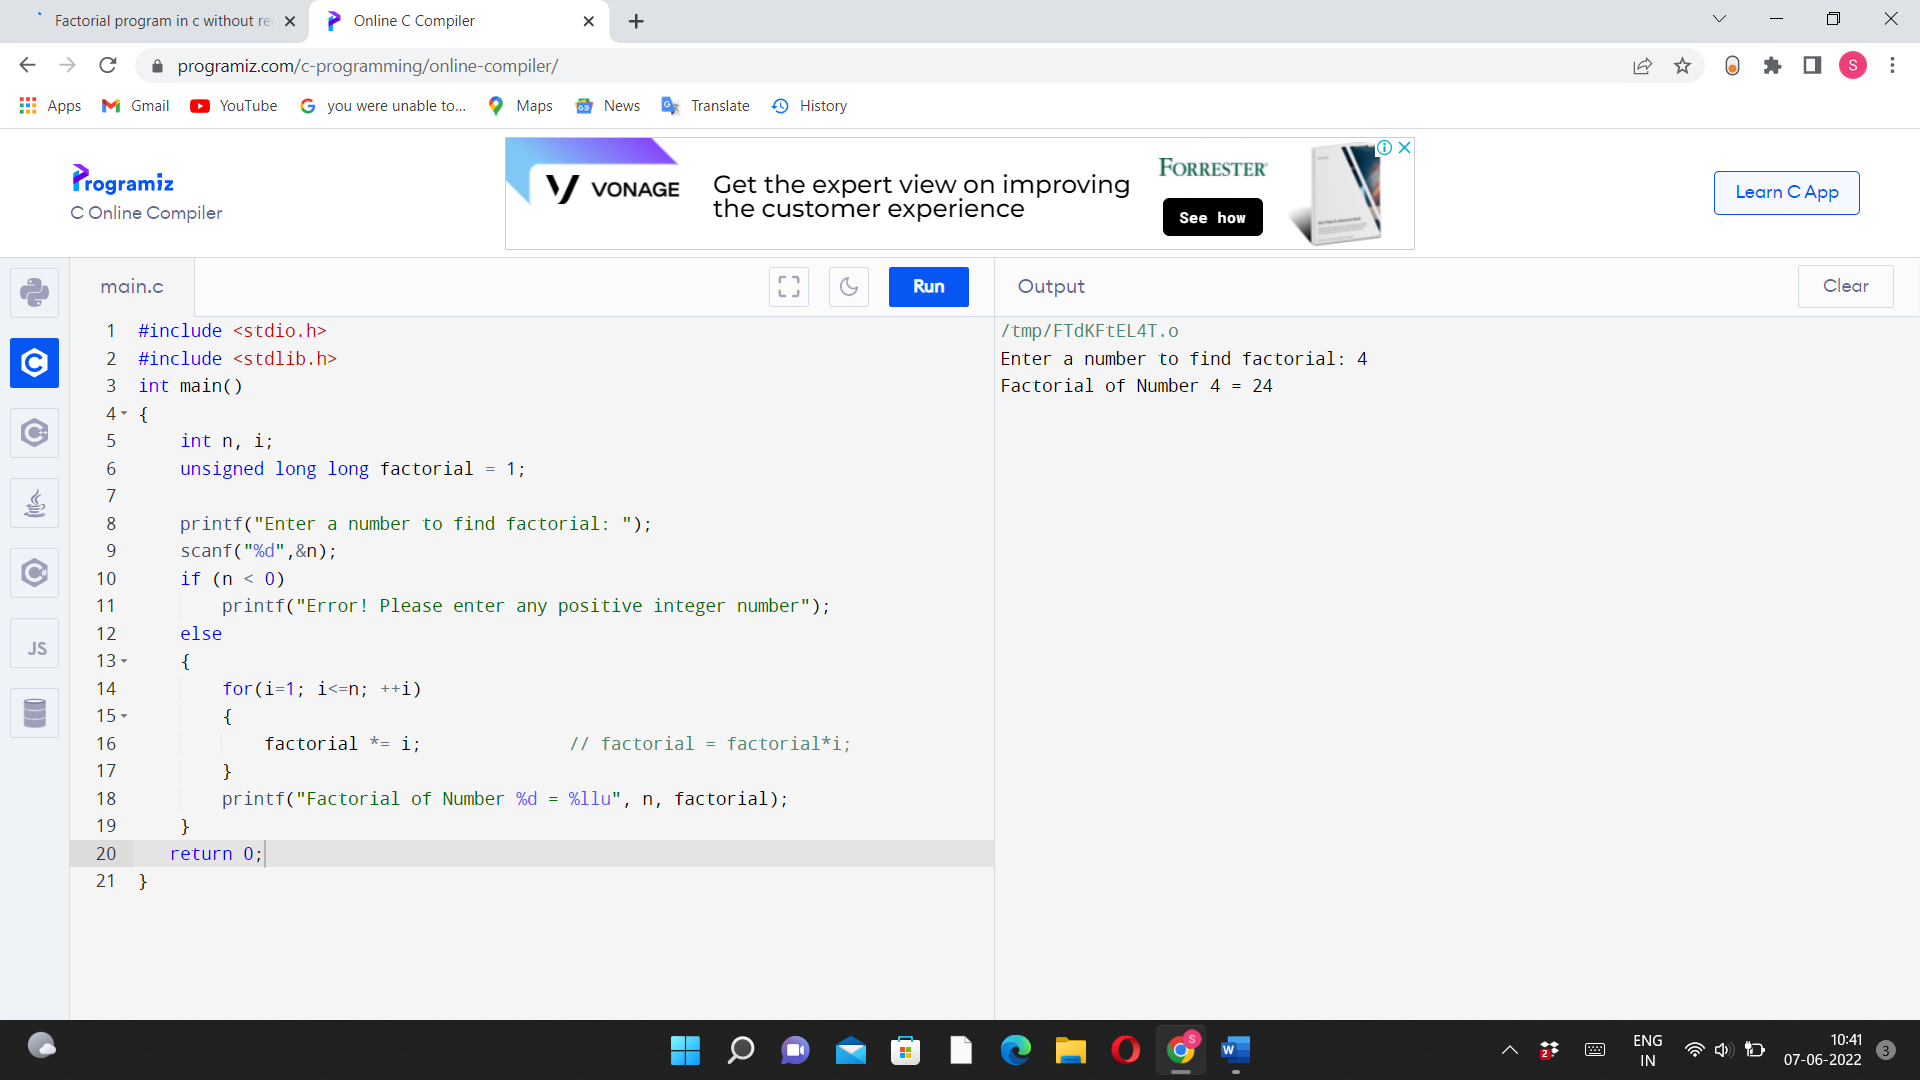 Factorial program in c without re
Online C Compiler
programiz.com/c-programming/online-compiler/
S
Apps
Gmail
YouTube
you were unable to...
Maps
News
Translate
History
Programiz
C Online Compiler
VONAGE
Get the expert view on improving
the customer experience
FORRESTER
See how
Learn C App
main.c
Run
Output
Clear
1 #include <stdio.h>
2 #include <stdlib.h>
3 int main()
4 {
5     int n, i;
6     unsigned long long factorial = 1;
7
8     printf("Enter a number to find factorial: ");
9     scanf("%d",&n);
10     if (n < 0)
11         printf("Error! Please enter any positive integer number");
12     else
13     {
14         for(i=1; i<=n; ++i)
15         {
16             factorial *= i;              // factorial = factorial*i;
17         }
18         printf("Factorial of Number %d = %llu", n, factorial);
19     }
20    return 0;
21 }
/tmp/FTdKFtEL4T.o
Enter a number to find factorial: 4
Factorial of Number 4 = 24
JS
S
W
2
ENG
IN
10:41
07-06-2022
3